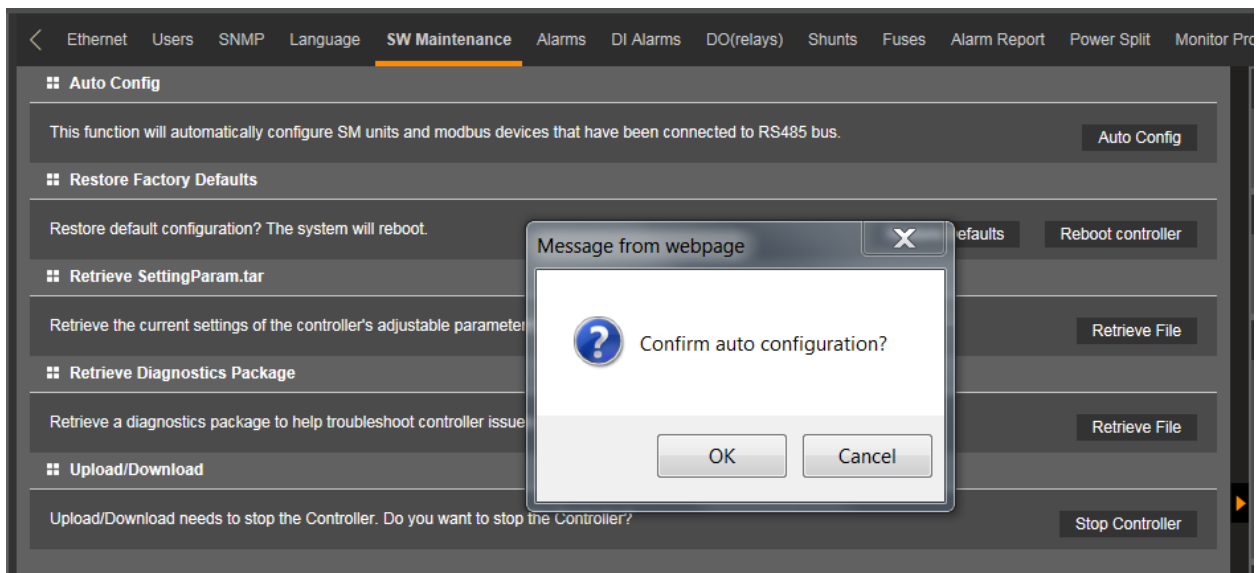 Ethernet Users SNMP Language SW Maintenance Alarms DI Alarms DO(relays) Shunts Fuses Alarm Report Power Split Monitor
Auto Config
This function will automatically configure SM units and modbus devices that have been connected to RS485 bus.
Auto Config
Restore Factory Defaults
Restore default configuration? The system will reboot.
Defaults
Reboot controller
Message from webpage
X
Confirm auto configuration?
OK
Cancel
Retrieve SettingParam.tar
Retrieve the current settings of the controller's adjustable
Retrieve File
Retrieve Diagnostics Package
Retrieve a diagnostics package to help troubleshoot controller
Retrieve File
Upload/Download
Upload/Download needs to stop the Controller. Do you want to stop the Controller?
Stop Controller